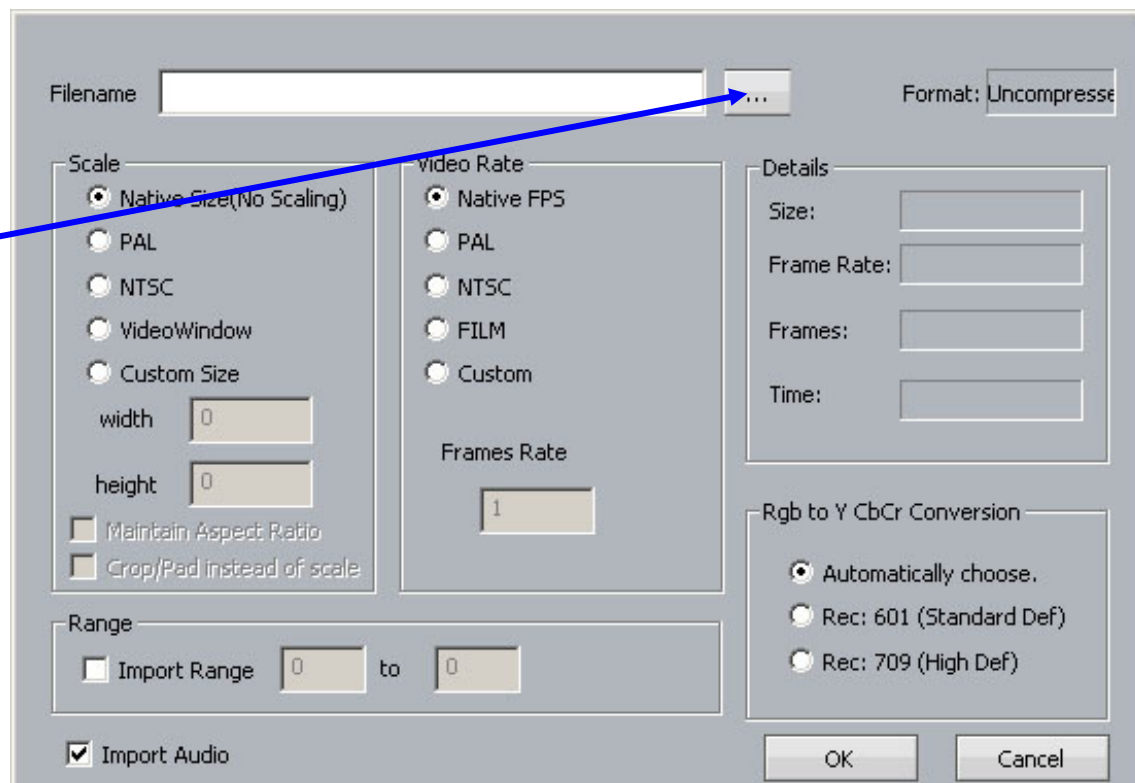 Filename
...
Format: Uncompresse
Scale
Native Size(No Scaling)
PAL
NTSC
VideoWindow
Custom Size
width 0
height 0
Maintain Aspect Ratio
Crop/Pad instead of scale
Video Rate
Native FPS
PAL
NTSC
FILM
Custom
Frames Rate
1
Details
Size:
Frame Rate:
Frames:
Time:
Rgb to Y CbCr Conversion
Automatically choose.
Rec: 601 (Standard Def)
Rec: 709 (High Def)
Range
Import Range 0 to 0
Import Audio
OK
Cancel